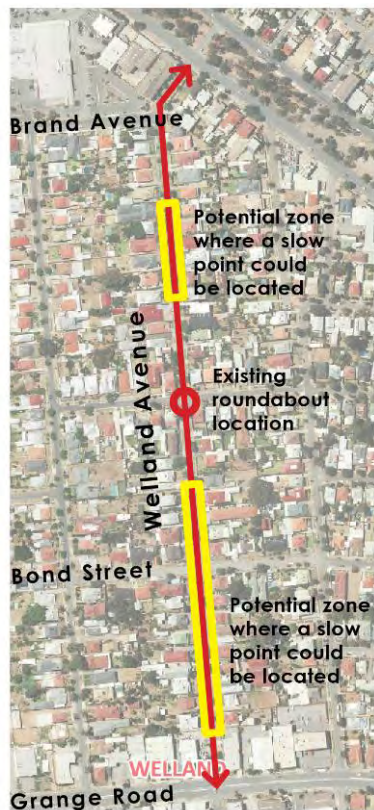 Brand Avenue
Potential zone
where a slow
point could
be located
Existing
roundabout
location
Welland Avenue
Bond Street
Potential zone
where a slow
point could
be located
WELLAND
Grange Road